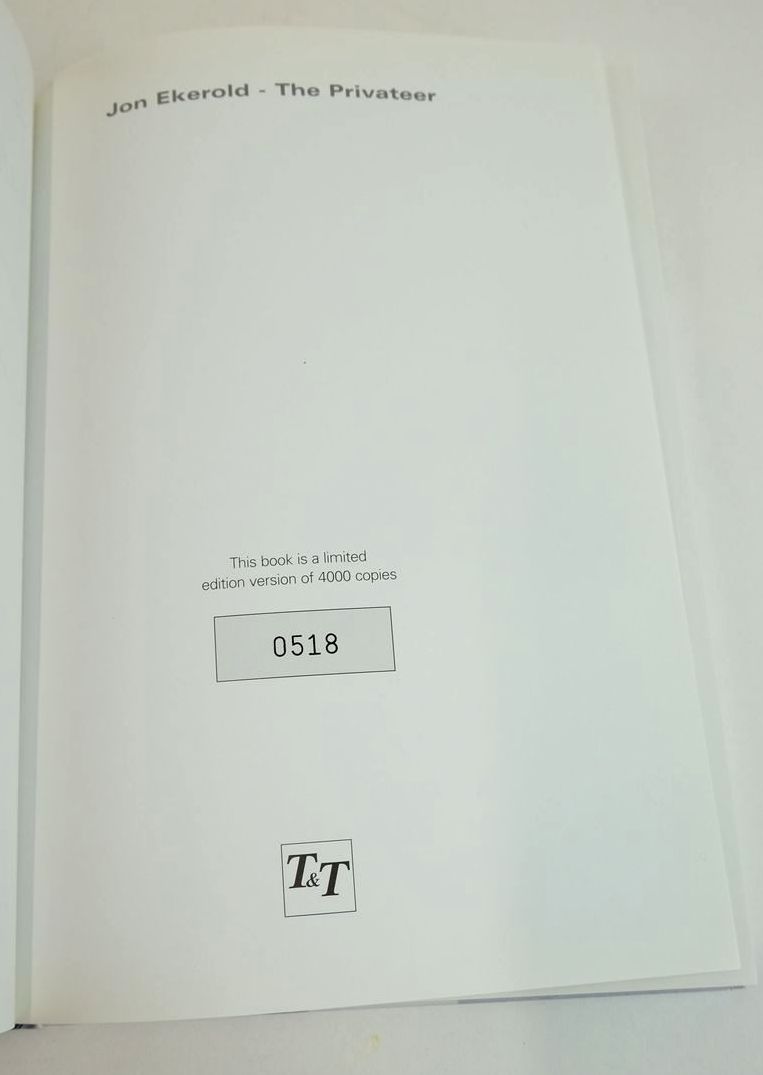 Jon Ekerold - The Privateer
This book is a limited
edition version of 4000 copies
0518
T&T